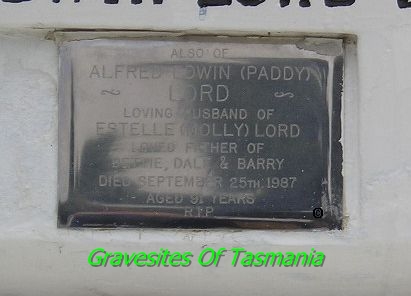 ALSO OF
ALFRED EDWIN (PADDY)
LORD
LOVING HUSBAND OF
ESTELLE (MOLLY) LORD
LOVED FATHER OF
DALE & BARRY
DIED SEPTEMBER 25TH. 1987
AGED 91 YEARS
R.I.P.
Gravesites Of Tasmania